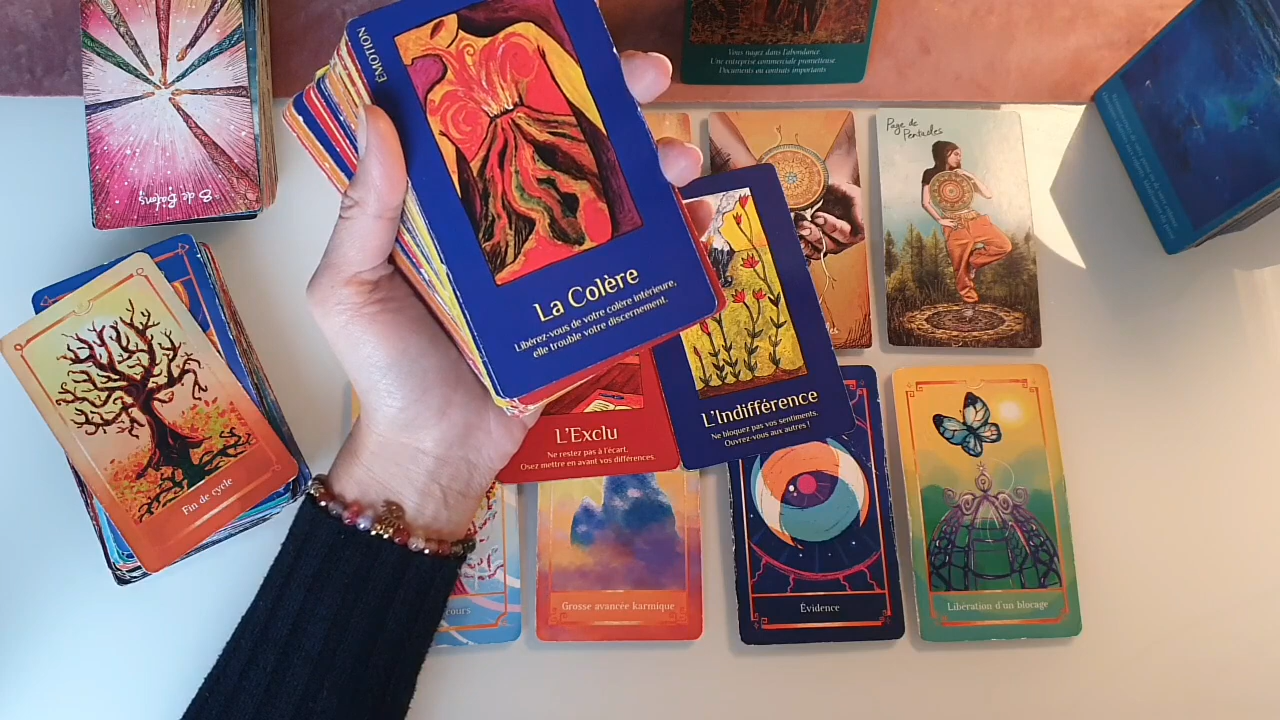 8 de Batons
EMOTION
Vous nagez dans l'abondance
Une entreprise commerciale prometteuse
Documents ou contrats importants
Page de
Pentacles
La Colère
Libérez-vous de votre colère intérieure,
elle trouble votre discernement.
L'Indifférence
Ne bloquez pas vos sentiments.
Ouvrez-vous aux autres !
L'Exclu
Ne restez pas à l'écart.
Osez mettre en avant vos différences.
Fin de cycle
cours
Grosse avancée karmique
Évidence
Libération d'un blocage